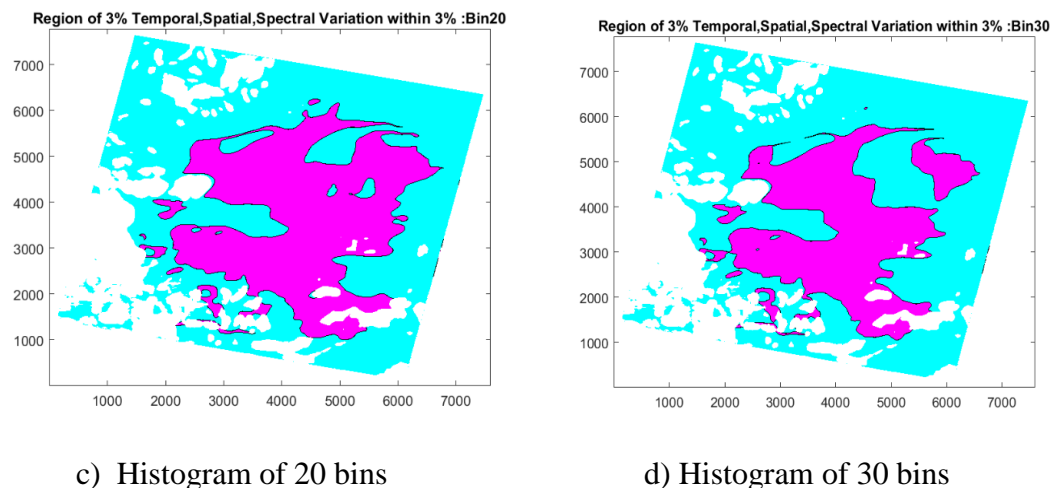 Region of 3% Temporal,Spatial,Spectral Variation within 3% :Bin20
7000
6000
5000
4000
3000
2000
1000
1000 2000 3000 4000 5000 6000 7000
Region of 3% Temporal,Spatial,Spectral Variation within 3% :Bin30
7000
6000
5000
4000
3000
2000
1000
1000 2000 3000 4000 5000 6000 7000
c) Histogram of 20 bins
d) Histogram of 30 bins